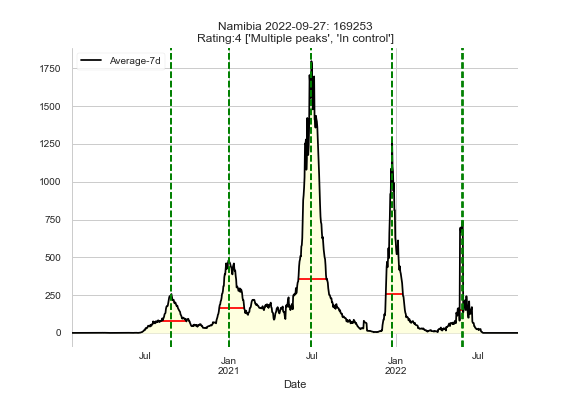 Namibia 2022-09-27: 169253
Rating:4 ['Multiple peaks', 'In control']
Average-7d
1750
1500
1250
1000
750
500
250
0
Jul
Jan
2021
Jul
Jan
2022
Jul
Date